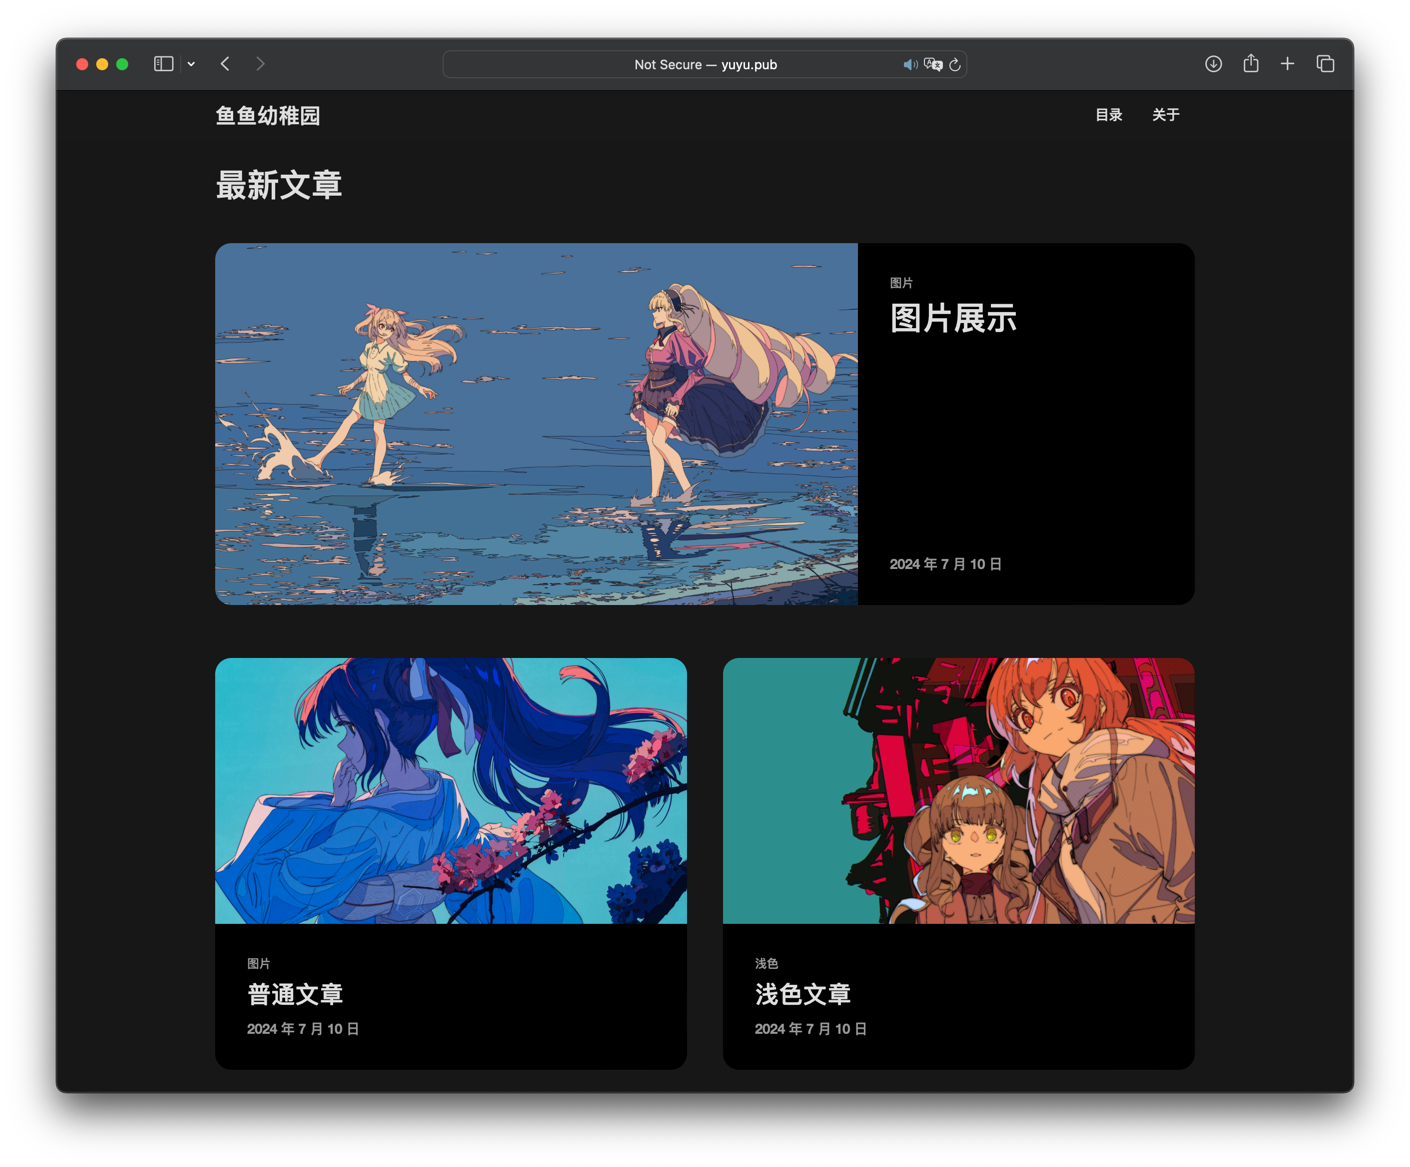 Not Secure — yuyu.pub
鱼鱼幼稚园
目录
关于
最新文章
图片
图片展示
2024 年 7 月 10 日
图片
普通文章
2024 年 7 月 10 日
浅色
浅色文章
2024 年 7 月 10 日